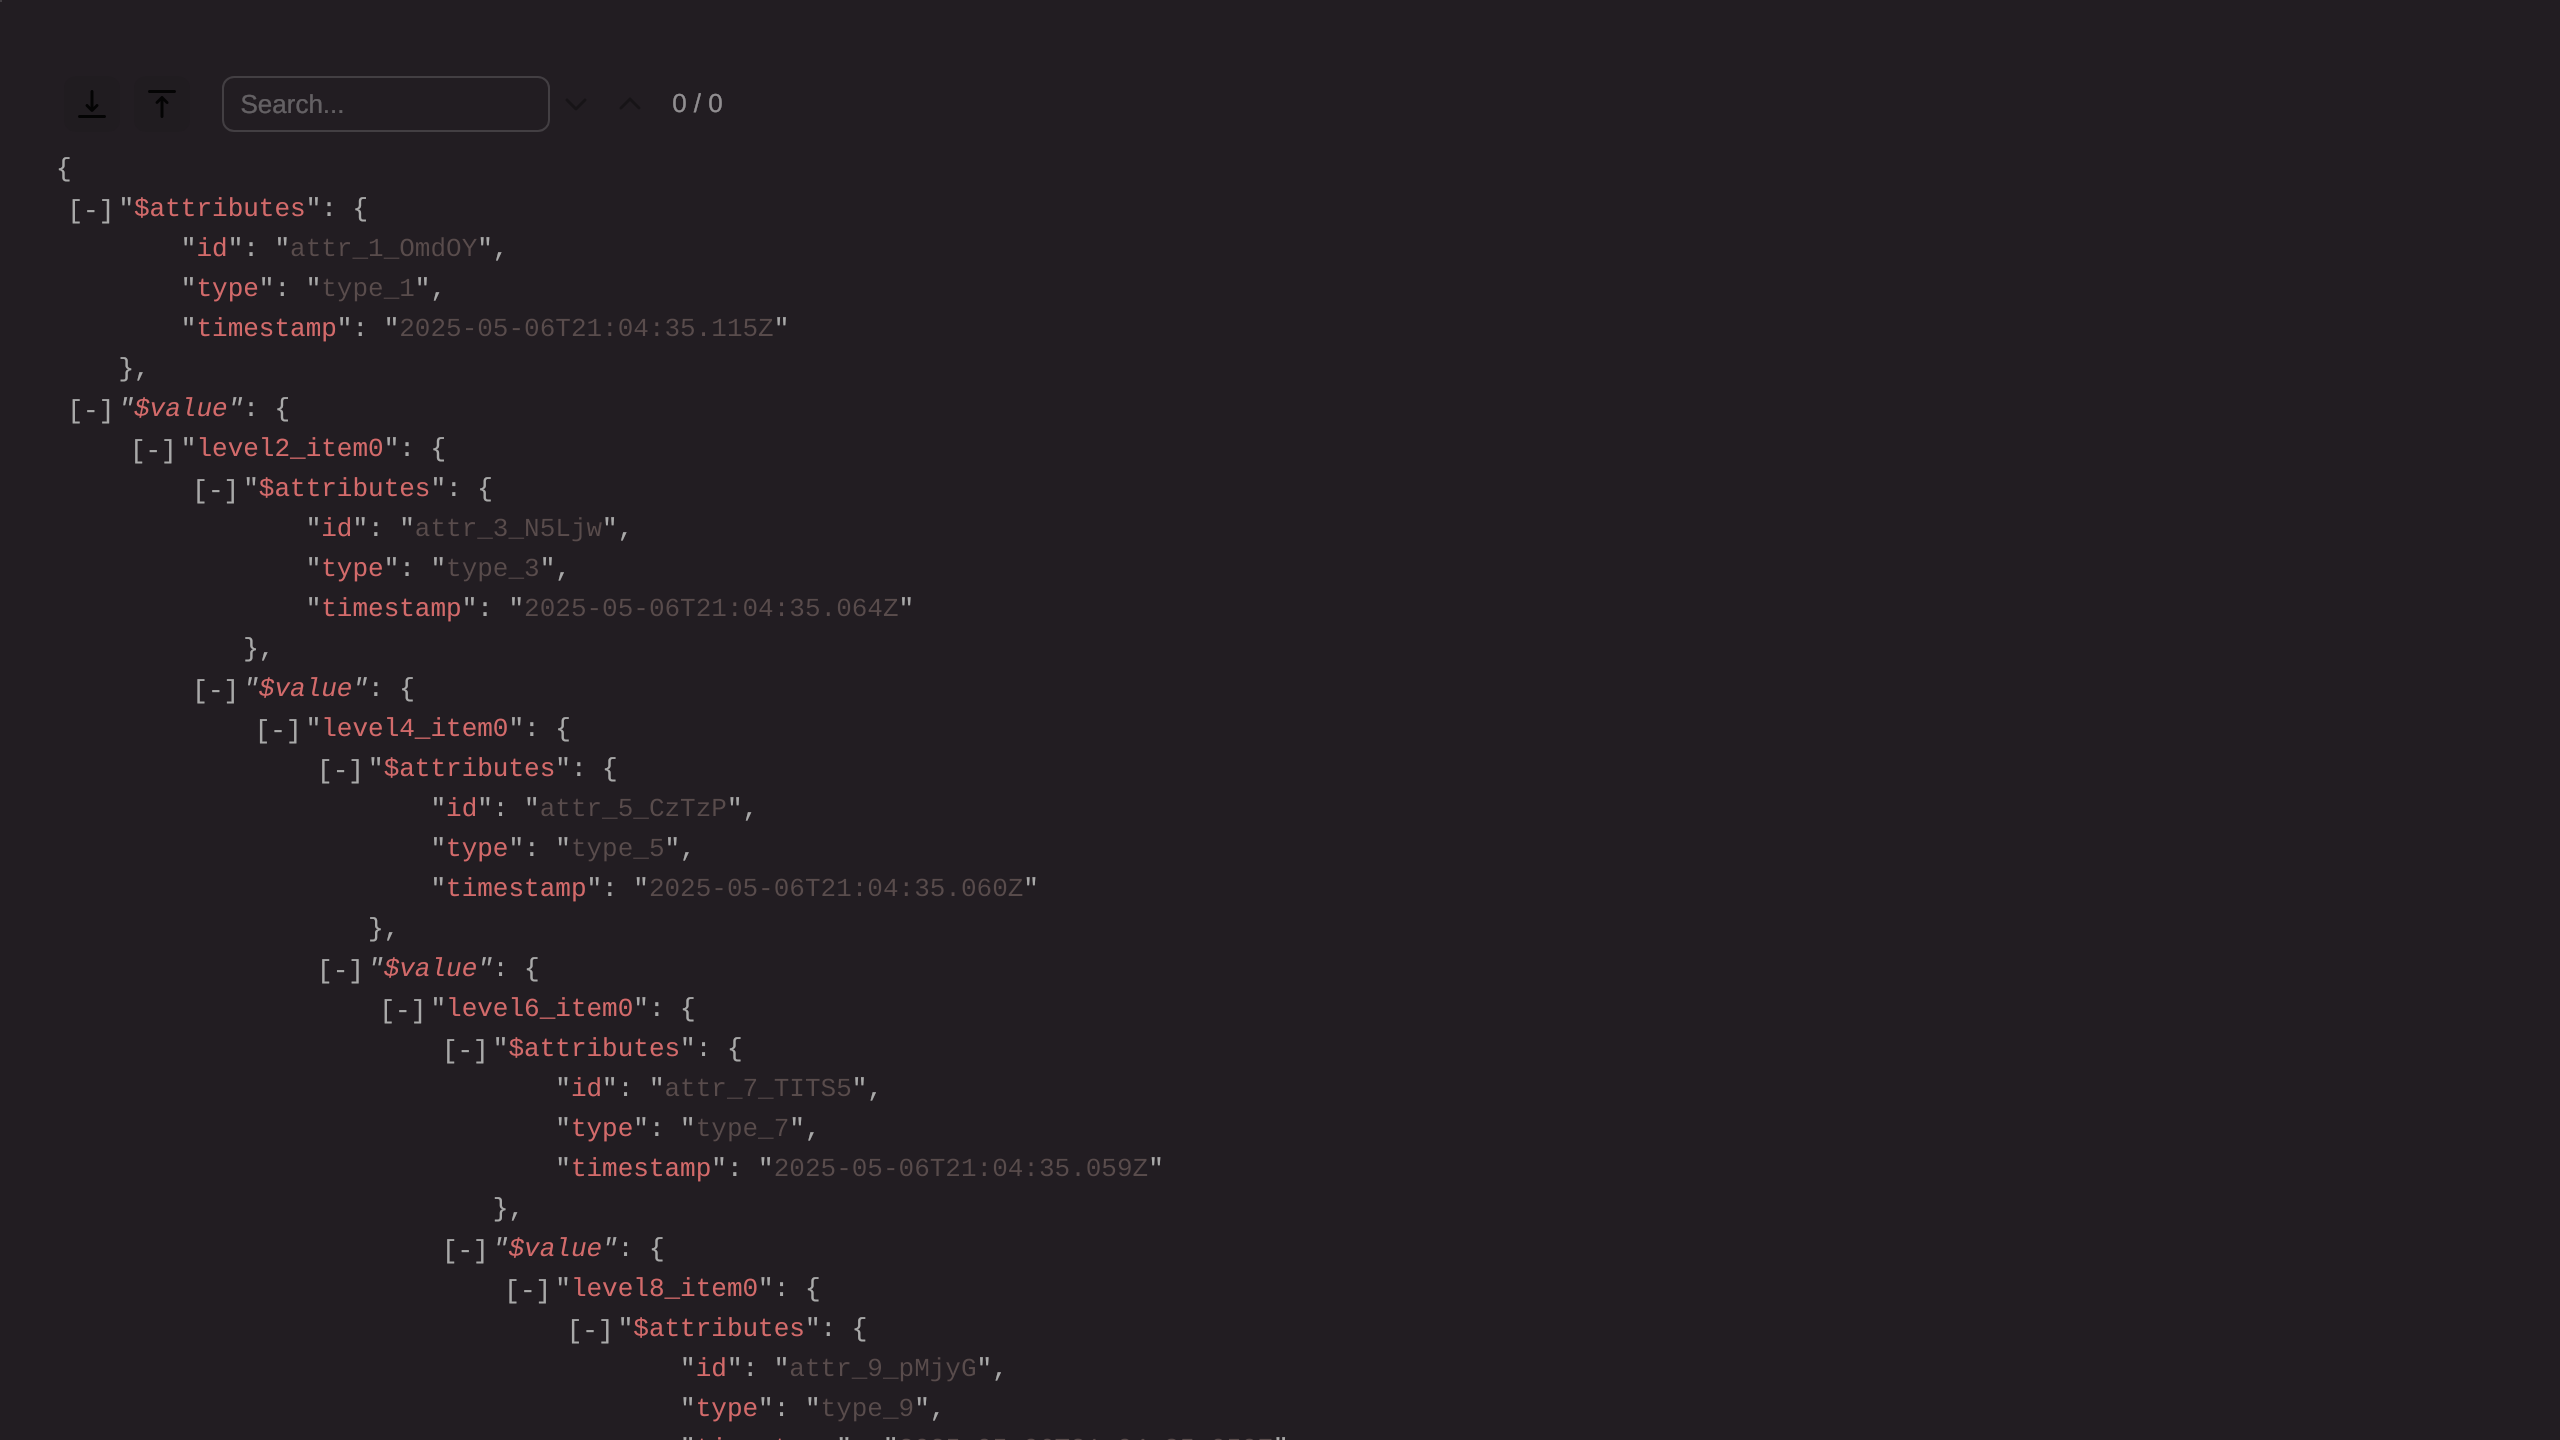 Search... 0 / 0
{
[-]"$attributes": {
"id": "attr_1_OmdOY",
"type": "type_1",
"timestamp": "2025-05-06T21:04:35.115Z"
},
[-]"$value": {
[-]"level2_item0": {
[-]"$attributes": {
"id": "attr_3_N5Ljw",
"type": "type_3",
"timestamp": "2025-05-06T21:04:35.064Z"
},
[-]"$value": {
[-]"level4_item0": {
[-]"$attributes": {
"id": "attr_5_CzTzP",
"type": "type_5",
"timestamp": "2025-05-06T21:04:35.060Z"
},
[-]"$value": {
[-]"level6_item0": {
[-]"$attributes": {
"id": "attr_7_TITS5",
"type": "type_7",
"timestamp": "2025-05-06T21:04:35.059Z"
},
[-]"$value": {
[-]"level8_item0": {
[-]"$attributes": {
"id": "attr_9_pMjyG",
"type": "type_9",